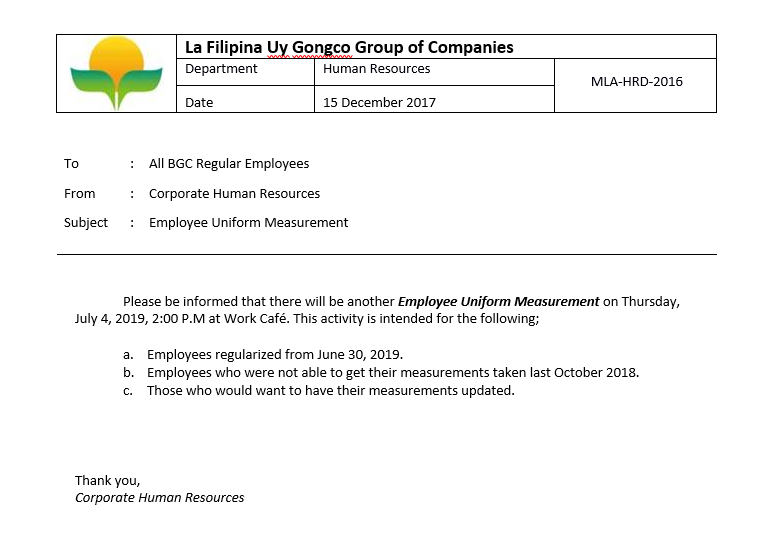 La Filipina Uy Gongco Group of Companies
Department Human Resources
MLA-HRD-2016
Date 15 December 2017
To : All BGC Regular Employees
From : Corporate Human Resources
Subject : Employee Uniform Measurement
Please be informed that there will be another Employee Uniform Measurement on Thursday,
July 4, 2019, 2:00 P.M at Work Café. This activity is intended for the following;
a. Employees regularized from June 30, 2019.
b. Employees who were not able to get their measurements taken last October 2018.
c. Those who would want to have their measurements updated.
Thank you,
Corporate Human Resources